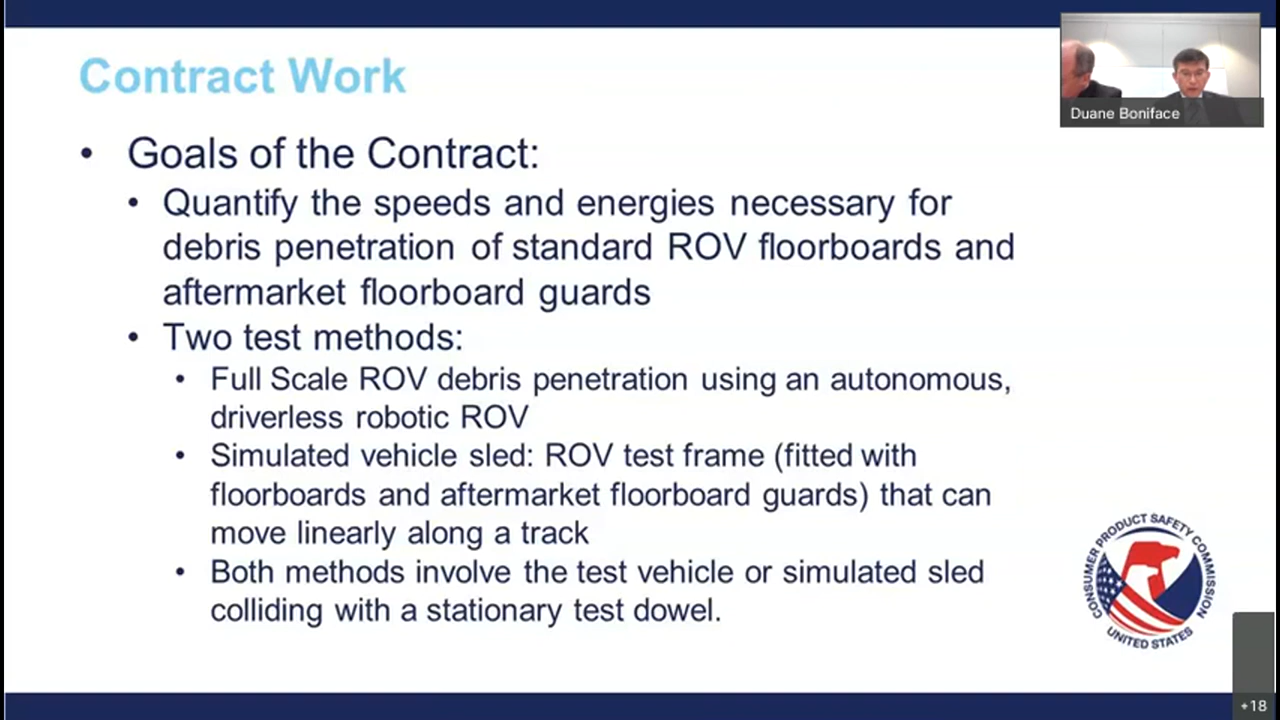 Contract Work
Duane Boniface
• Goals of the Contract:
• Quantify the speeds and energies necessary for
debris penetration of standard ROV floorboards and
aftermarket floorboard guards
• Two test methods:
• Full Scale ROV debris penetration using an autonomous,
driverless robotic ROV
• Simulated vehicle sled: ROV test frame (fitted with
floorboards and aftermarket floorboard guards) that can
move linearly along a track
• Both methods involve the test vehicle or simulated sled
colliding with a stationary test dowel.
CONSUMER PRODUCT SAFETY COMMISSION
UNITED STATES
+18